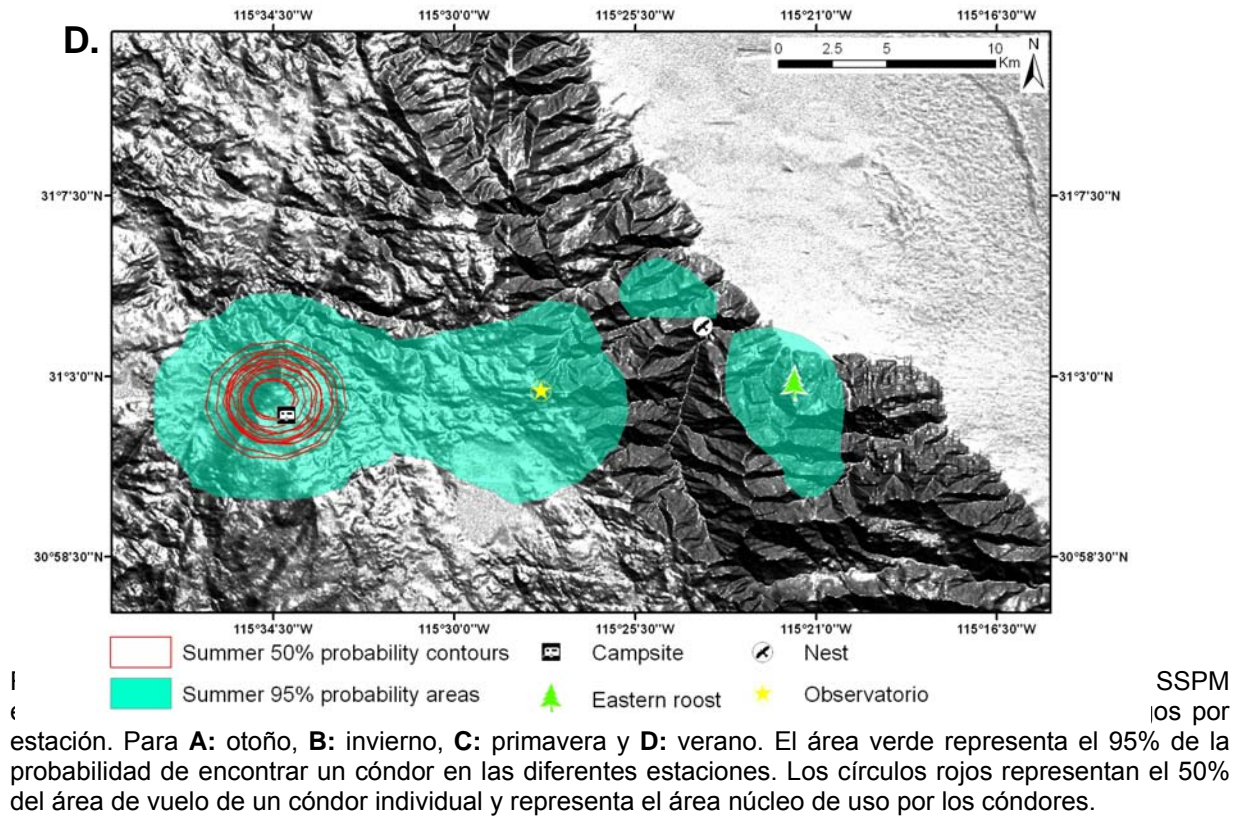 115°34'30"W 115°30'0"W 115°25'30"W 115°21'0"W 115°16'30"W
D.
0 2.5 5 10
Km
N
31°7'30"N 31°7'30"N
31°3'0"N 31°3'0"N
30°58'30"N 30°58'30"N
115°34'30"W 115°30'0"W 115°25'30"W 115°21'0"W 115°16'30"W
Summer 50% probability contours Campsite Nest
Summer 95% probability areas Eastern roost Observatorio
SSPM
por
estación. Para A: otoño, B: invierno, C: primavera y D: verano. El área verde representa el 95% de la
probabilidad de encontrar un cóndor en las diferentes estaciones. Los círculos rojos representan el 50%
del área de vuelo de un cóndor individual y representa el área núcleo de uso por los cóndores.